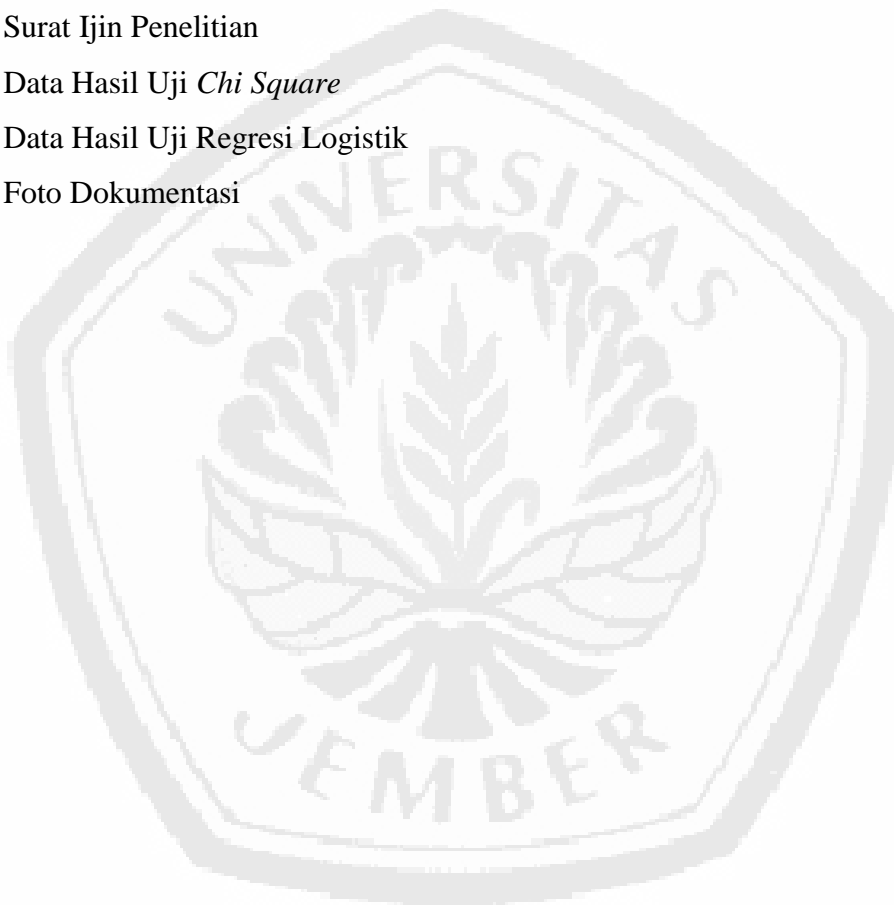 Surat Ijin Penelitian
Data Hasil Uji Chi Square
Data Hasil Uji Regresi Logistik
Foto Dokumentasi
UNIVERSITAS
JEMBER